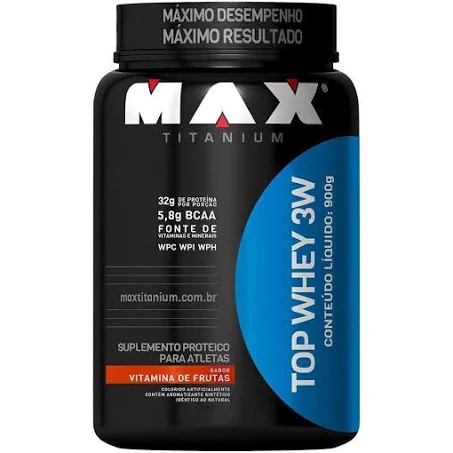 MÁXIMO DESEMPENHO
MÁXIMO RESULTADO
MAX
TITANIUM
32g DE PROTEÍNA
POR PORÇÃO
5,8g BCAA
FONTE DE
VITAMINAS E MINERAIS
WPC WPI WPH
maxtitanium.com.br
SUPLEMENTO PROTEICO
PARA ATLETAS
SABOR
VITAMINA DE FRUTAS
COLORIDO ARTIFICIALMENTE
CONTÉM AROMATIZANTE SINTÉTICO
IDÊNTICO AO NATURAL
TOP WHEY 3W
CONTEÚDO LÍQUIDO: 900g